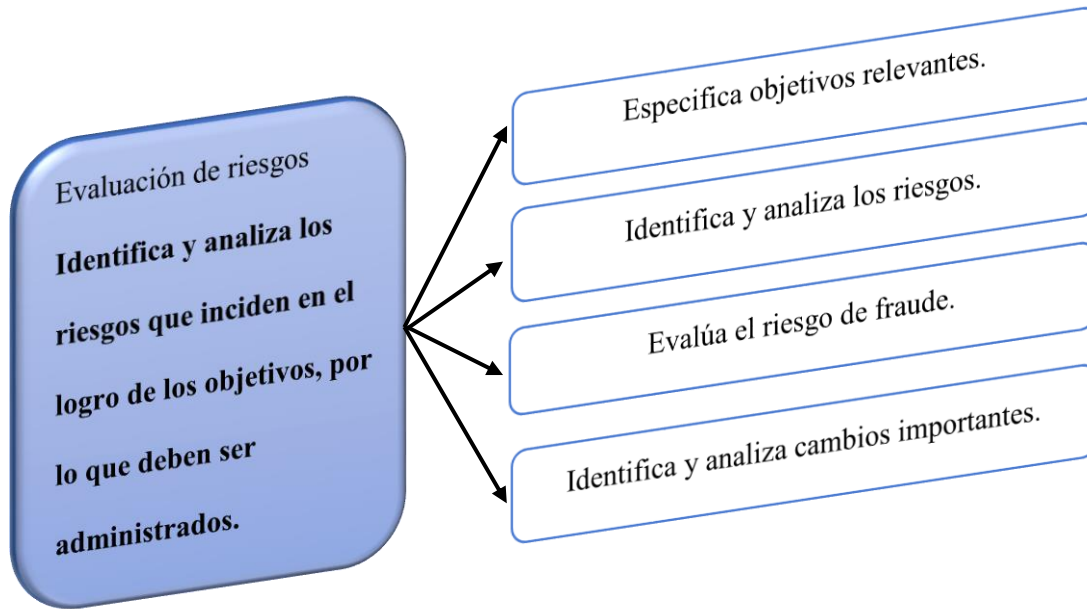 Evaluación de riesgos
Identifica y analiza los
riesgos que inciden en el
logro de los objetivos, por
lo que deben ser
administrados.
Especifica objetivos relevantes.
Identifica y analiza los riesgos.
Evalúa el riesgo de fraude.
Identifica y analiza cambios importantes.